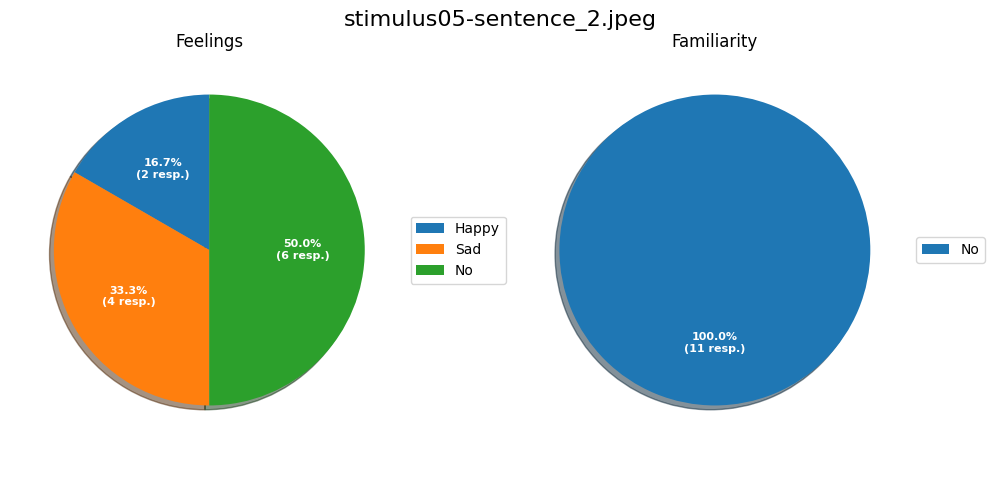 stimulus05-sentence_2.jpeg
Feelings
16.7%
(2 resp.)
33.3%
(4 resp.)
50.0%
(6 resp.)
Happy
Sad
No
Familiarity
100.0%
(11 resp.)
No